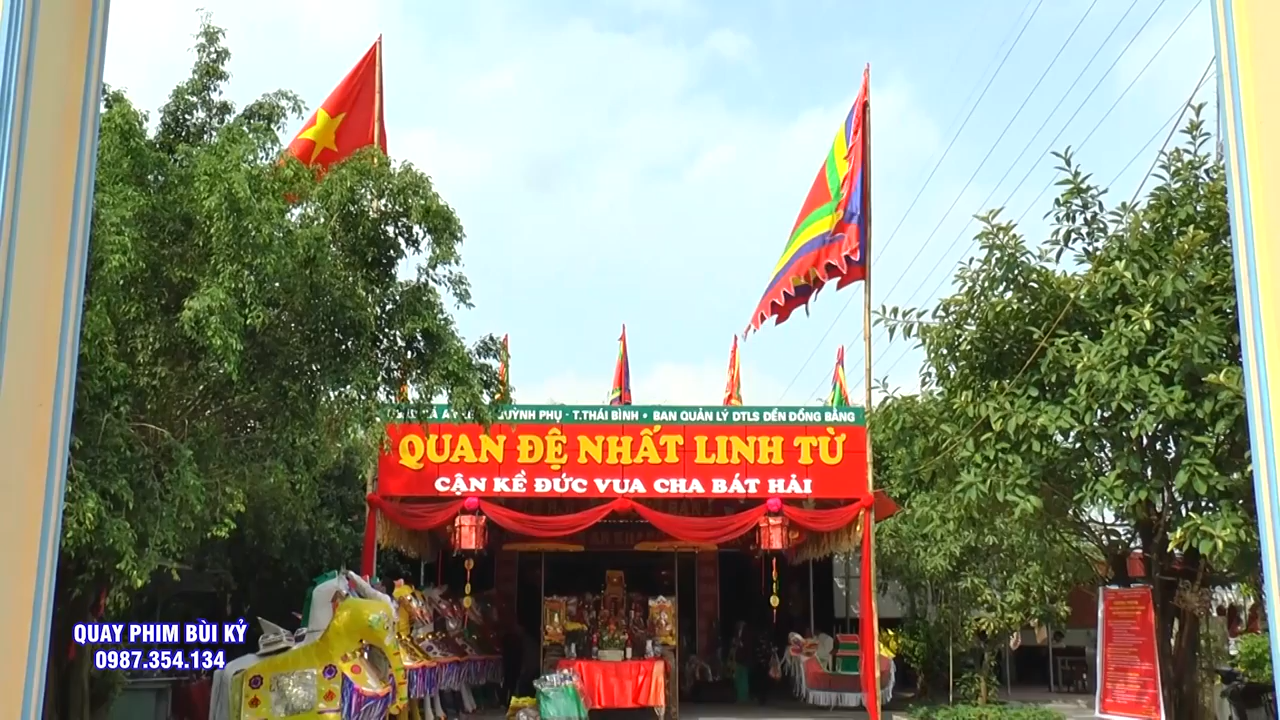 QUỲNH PHỤ - T.THÁI BÌNH • BAN QUẢN LÝ DTLS ĐỀN ĐỒNG BẰNG
QUAN ĐỆ NHẤT LINH TỪ
CẬN KỀ ĐỨC VUA CHA BÁT HẢI
QUAY PHIM BÙI KỶ
0987.354.134